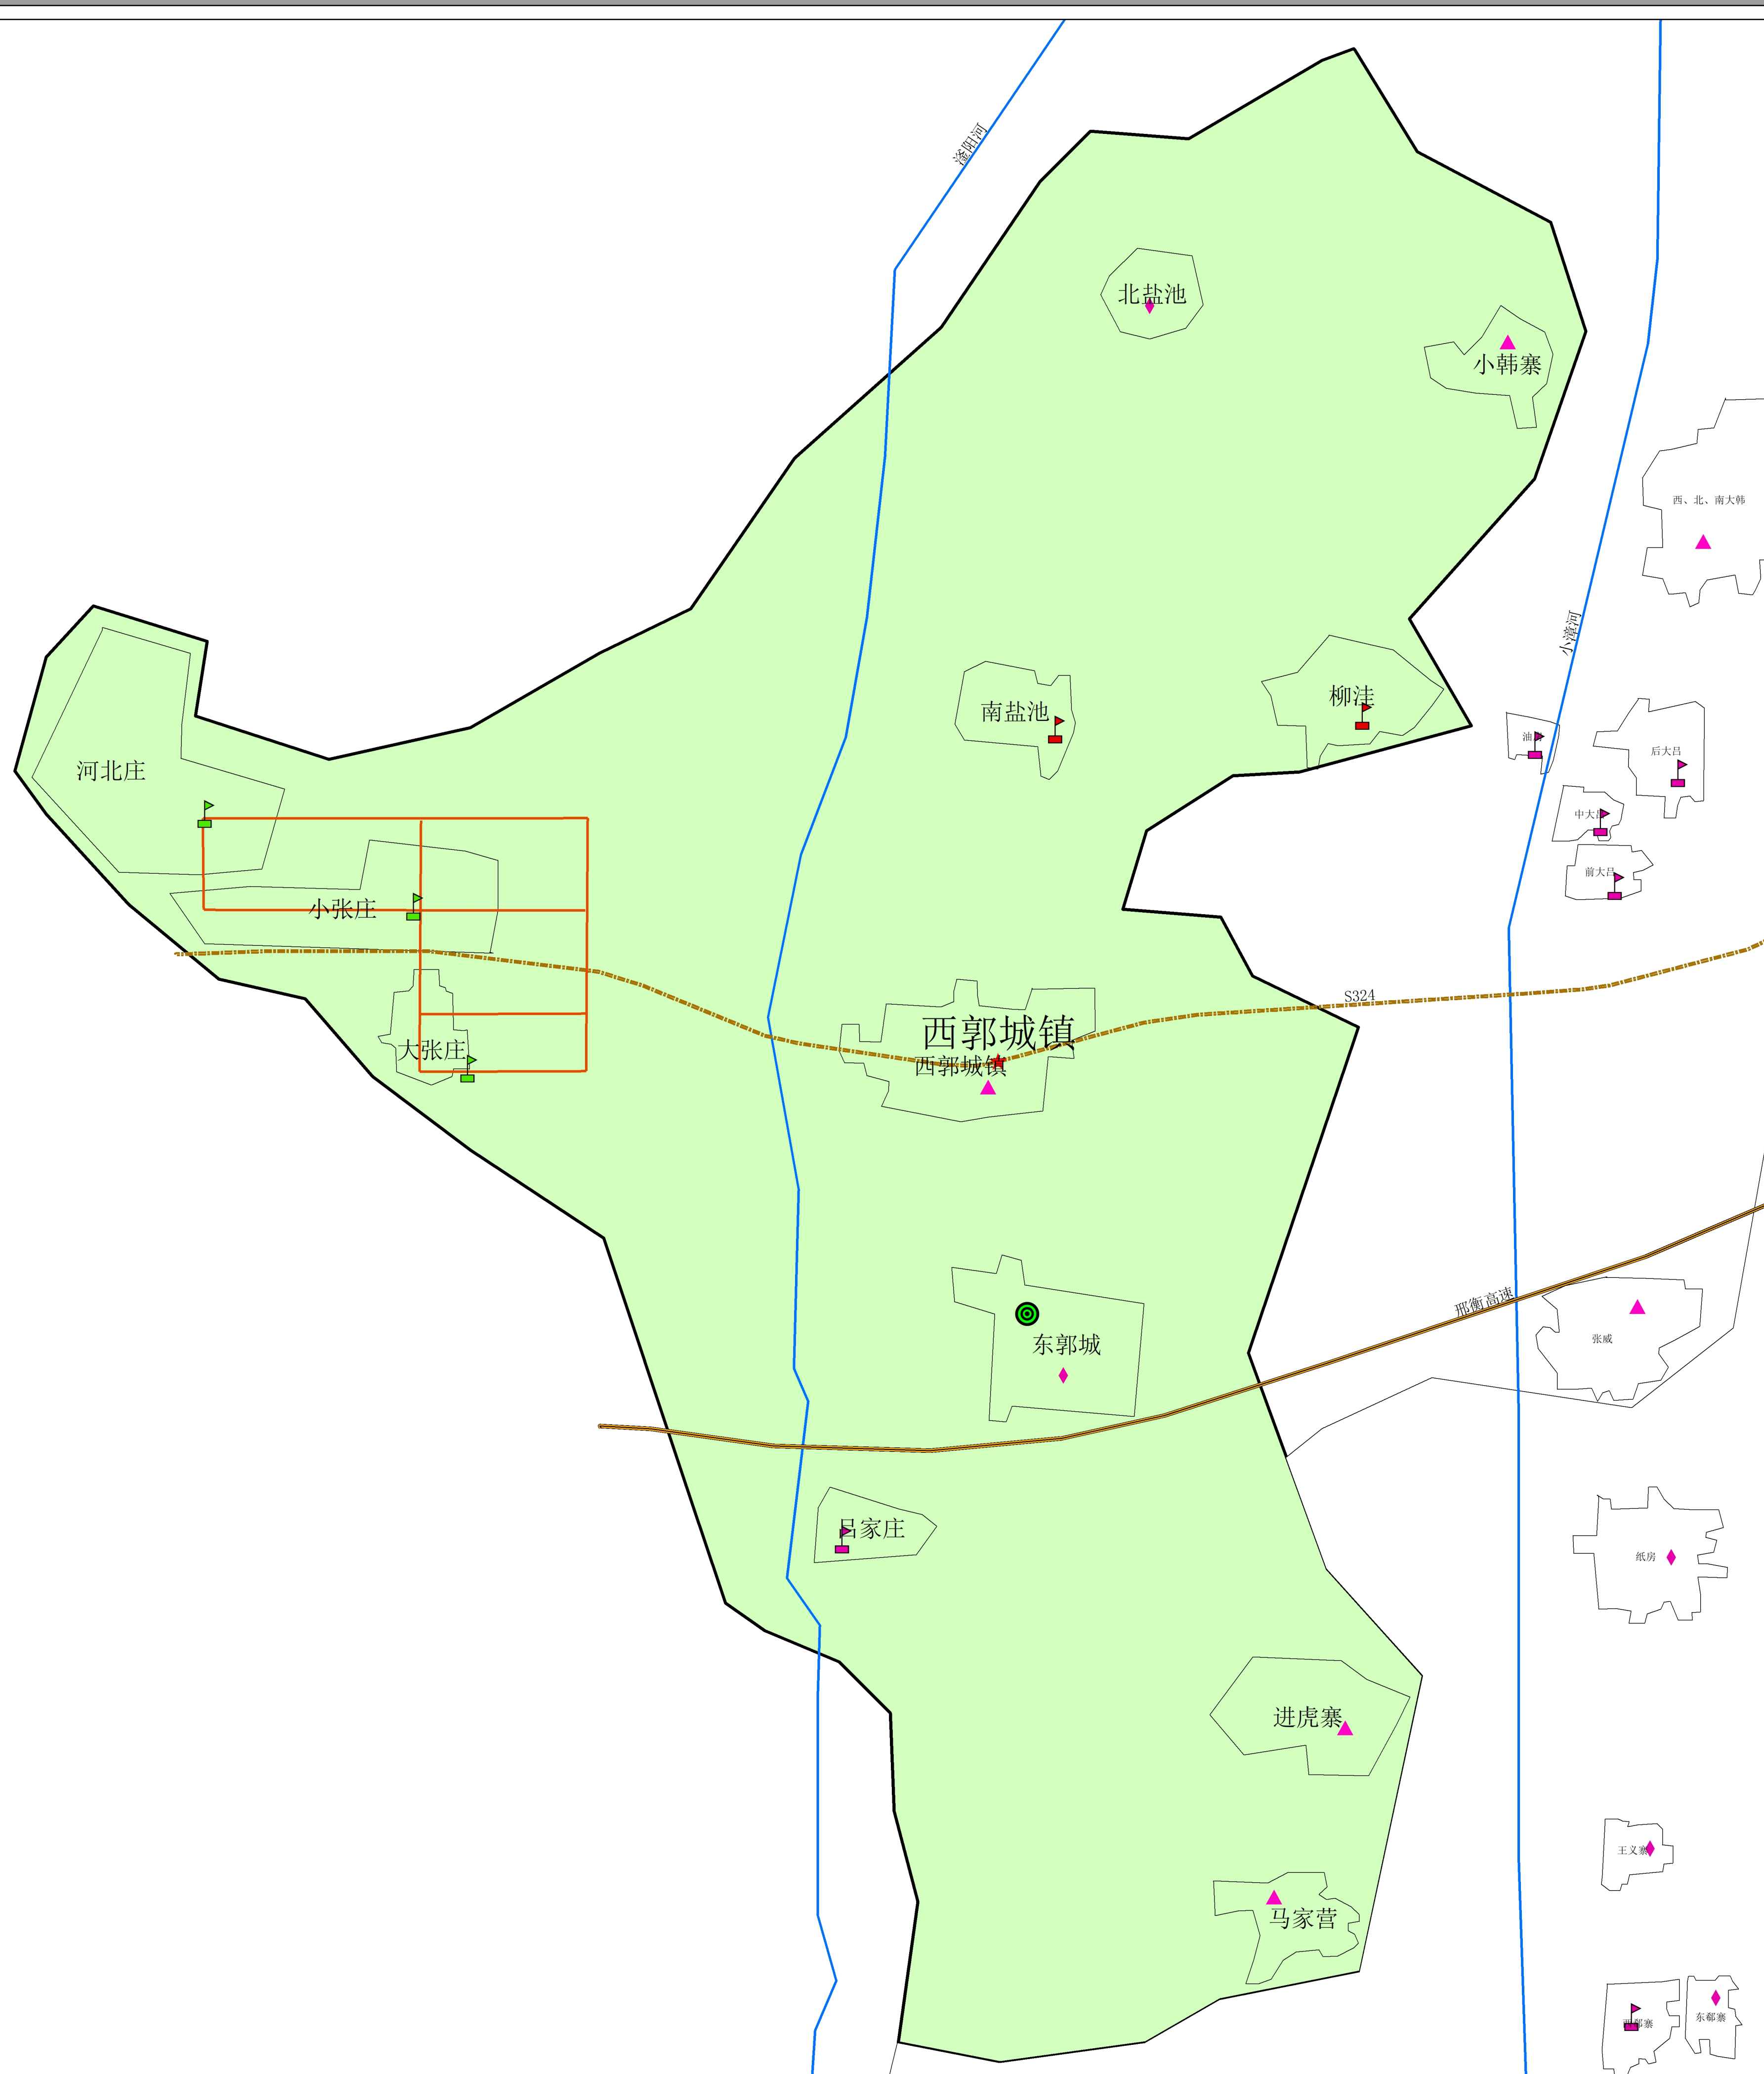 滏阳河
北盐池
小韩寨
西、北、南大韩
小漳河
柳洼
南盐池
后大吕
河北庄
中大吕
前大吕
小张庄
S324
西郭城镇
大张庄
西郭城镇
邢衡高速
张威
东郭城
吕家庄
纸房
进虎寨
王义寨
马家营
东郗寨